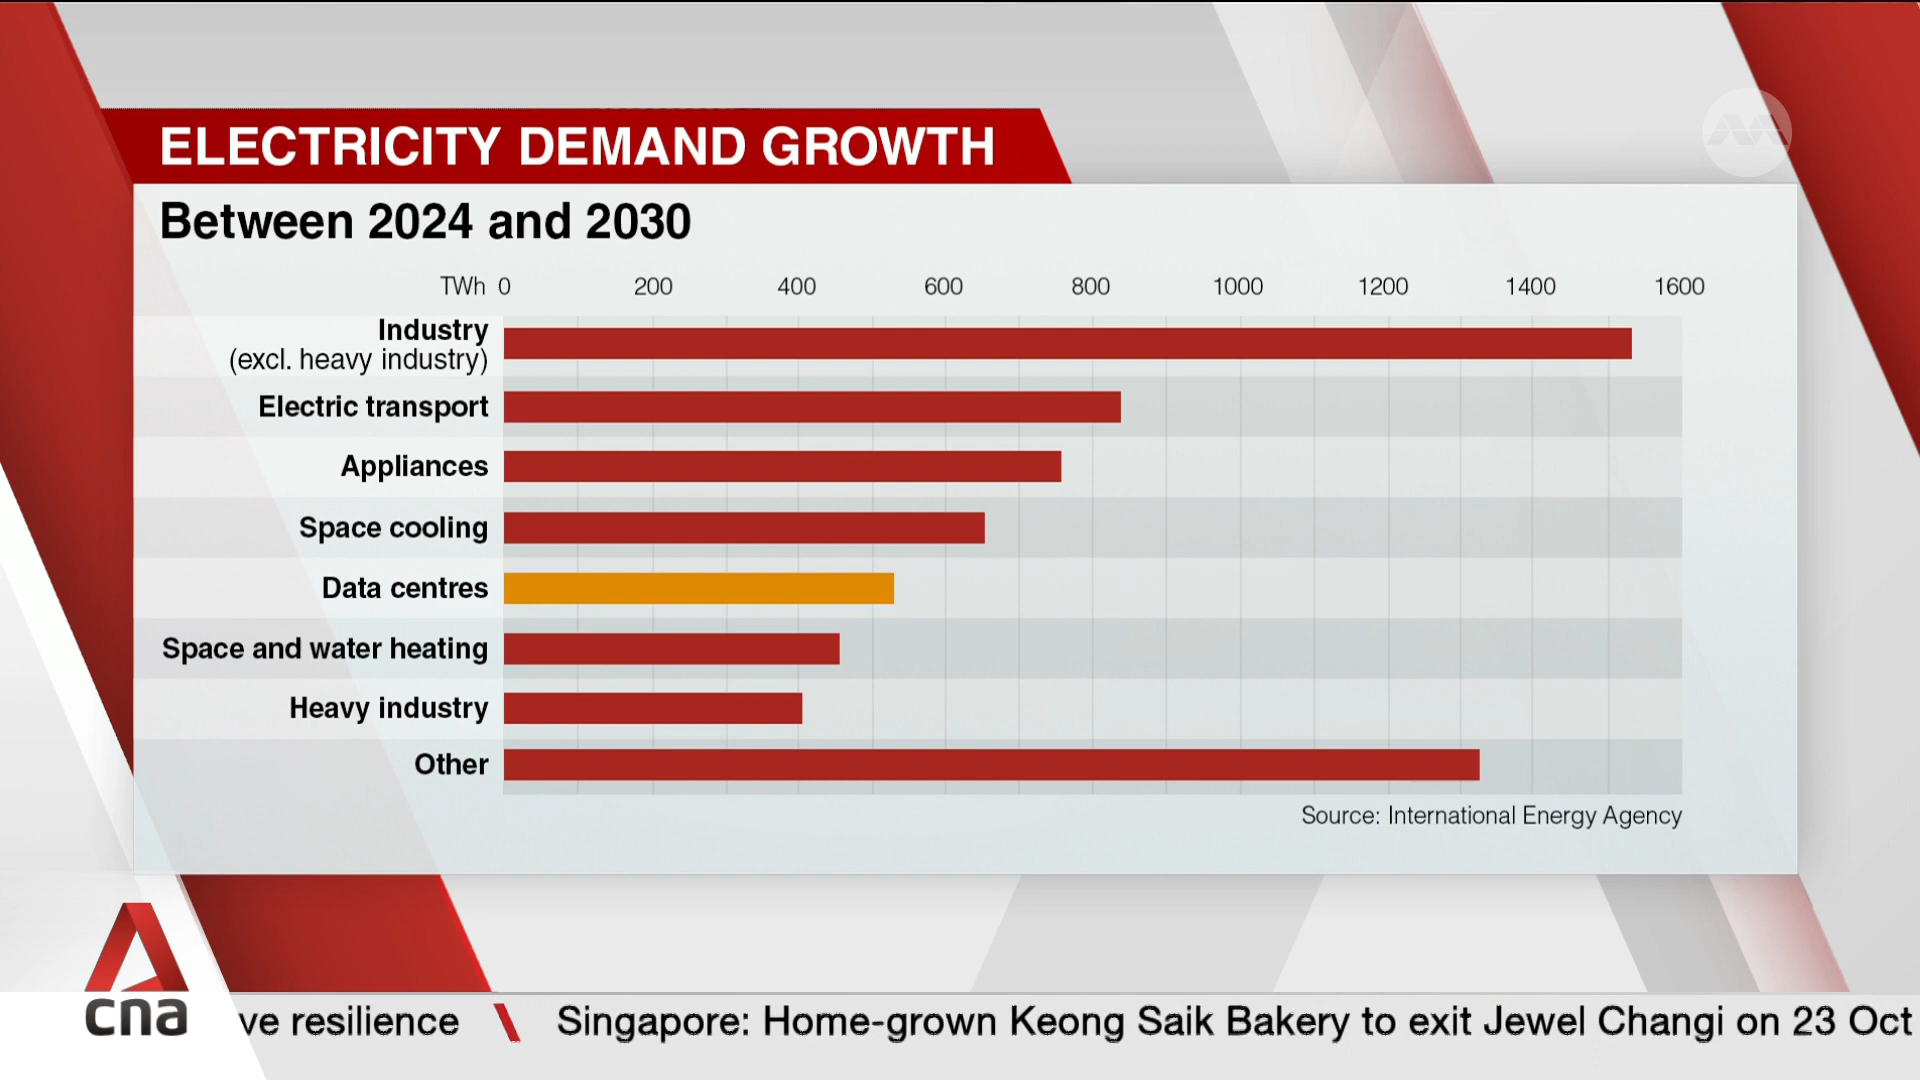 ELECTRICITY DEMAND GROWTH
Between 2024 and 2030
TWh 0 200 400 600 800 1000 1200 1400 1600
Industry
(excl. heavy industry)
Electric transport
Appliances
Space cooling
Data centres
Space and water heating
Heavy industry
Other
Source: International Energy Agency
cna
ve resilience \ Singapore: Home-grown Keong Saik Bakery to exit Jewel Changi on 23 Oct